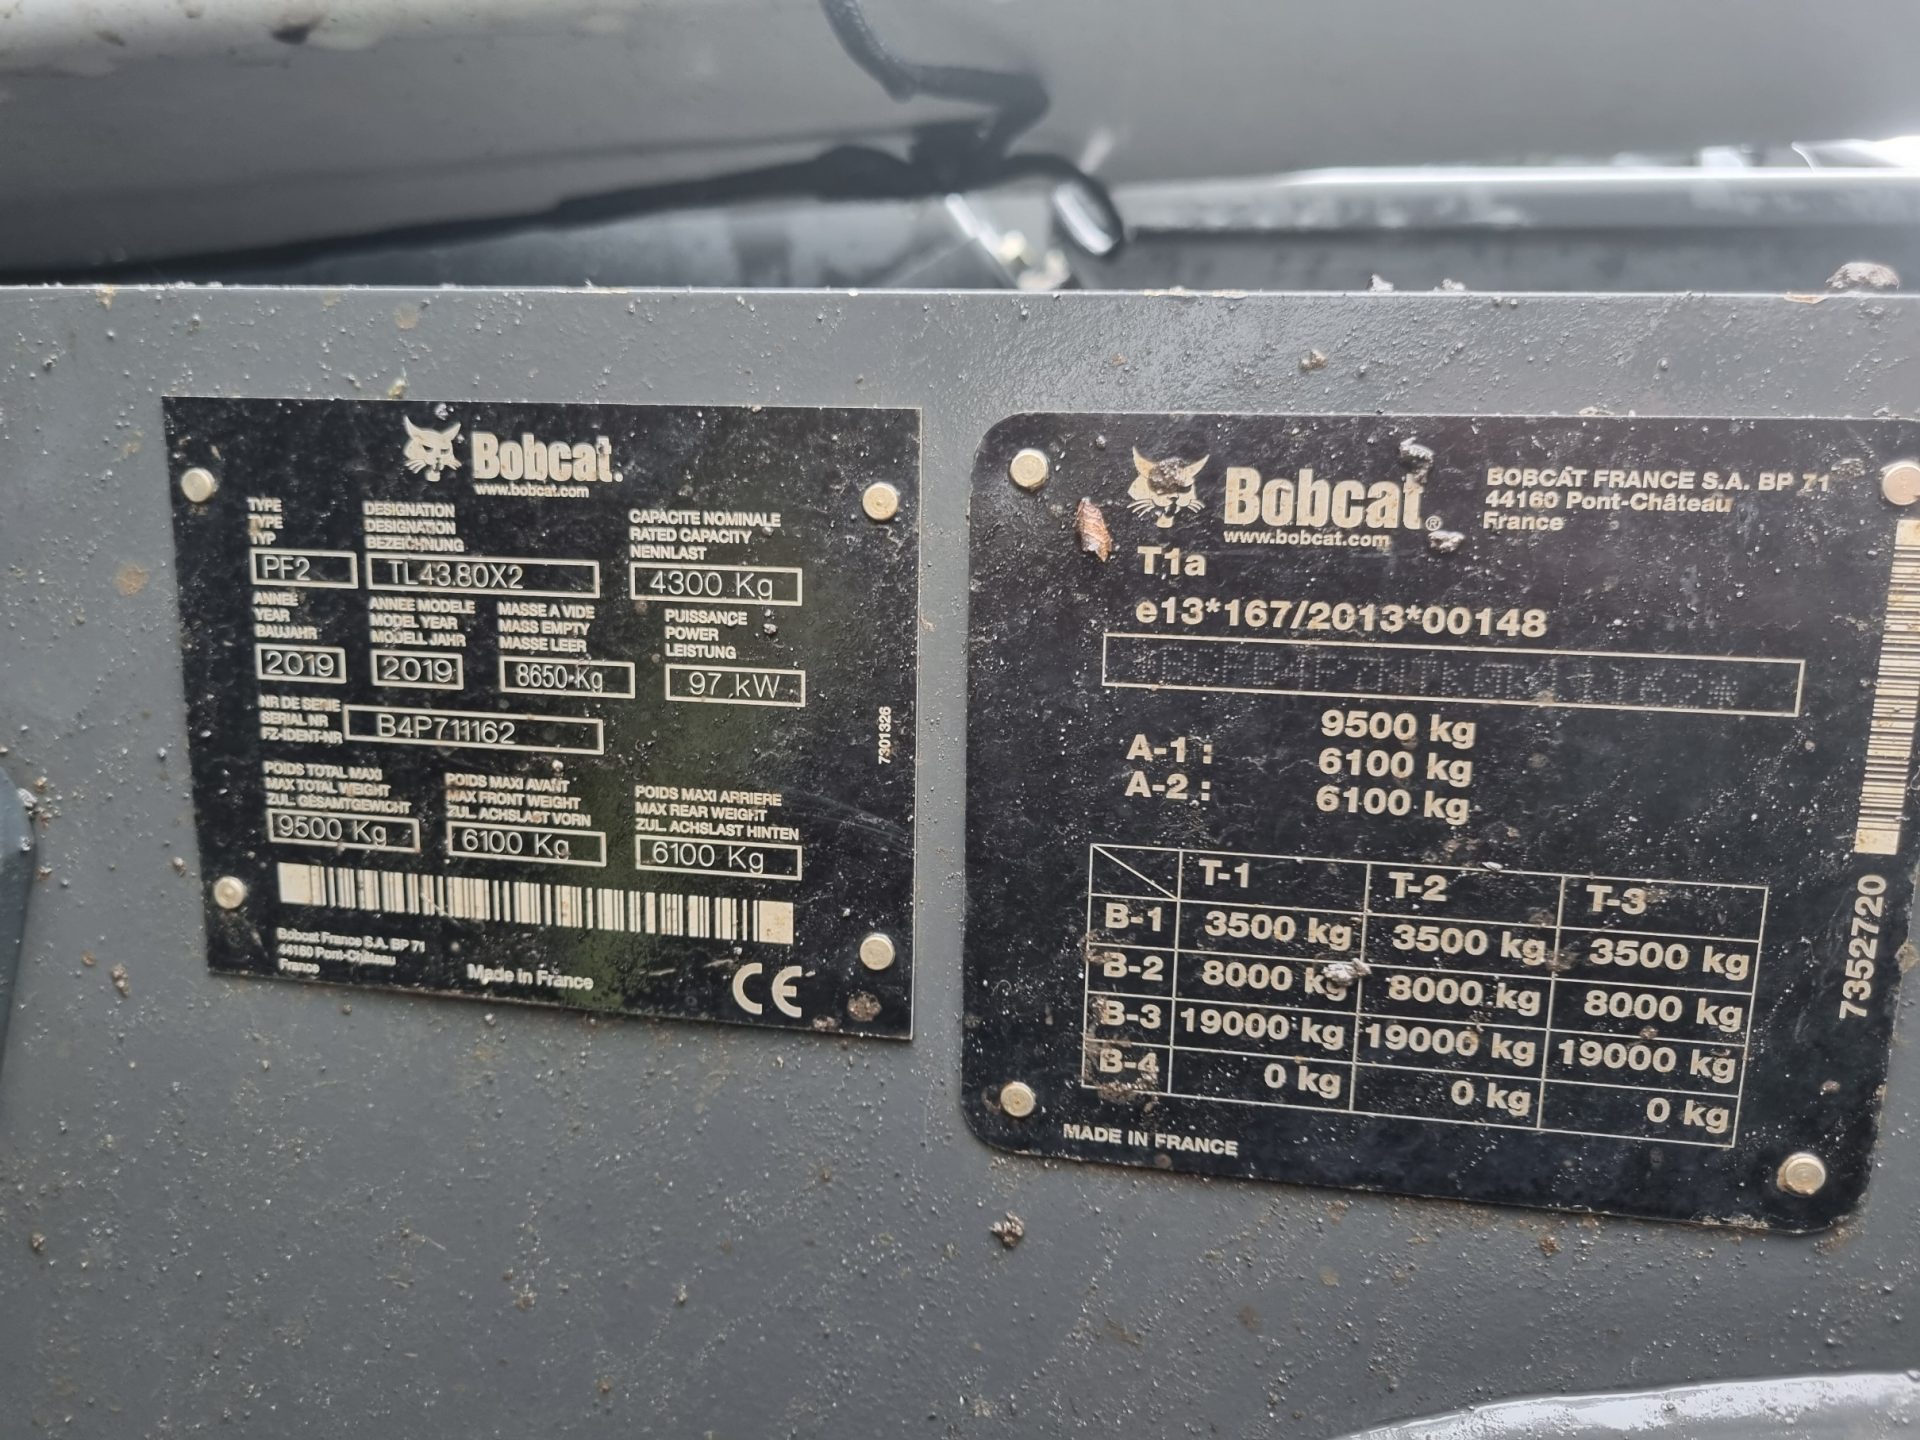 Bobcat.
www.bobcat.com
TYPE
TYPE
TYP
PF2
DESIGNATION
DESIGNATION
BEZEICHNUNG
TL43.80X2
CAPACITE NOMINALE
RATED CAPACITY
NENNLAST
4300 Kg
ANNEE
YEAR
BAUJAHR
2019
ANNEE MODELE
MODEL YEAR
MODELL JAHR
2019
MASSE A VIDE
MASS EMPTY
MASSE LEER
8650 Kg
PUISSANCE
POWER
LEISTUNG
97 kW
NR DE SERIE
SERIAL NR
FZ-IDENT-NR
B4P711162
7301326
POIDS TOTAL MAXI
MAX TOTAL WEIGHT
ZUL. GESAMTGEWICHT
9500 Kg
POIDS MAXI AVANT
MAX FRONT WEIGHT
ZUL. ACHSLAST VORN
6100 Kg
POIDS MAXI ARRIERE
MAX REAR WEIGHT
ZUL. ACHSLAST HINTEN
6100 Kg
Bobcat France S.A. BP 71
44160 Pont-Château
France
Made in France
CE
Bobcat®
www.bobcat.com
BOBCAT FRANCE S.A. BP 71
44160 Pont-Château
France
T1a
e13*167/2013*00148
9500 kg
A-1 : 6100 kg
A-2 : 6100 kg
T-1 T-2 T-3
B-1 3500 kg 3500 kg 3500 kg
B-2 8000 kg 8000 kg 8000 kg
B-3 19000 kg 19000 kg 19000 kg
B-4 0 kg 0 kg 0 kg
MADE IN FRANCE
7352720